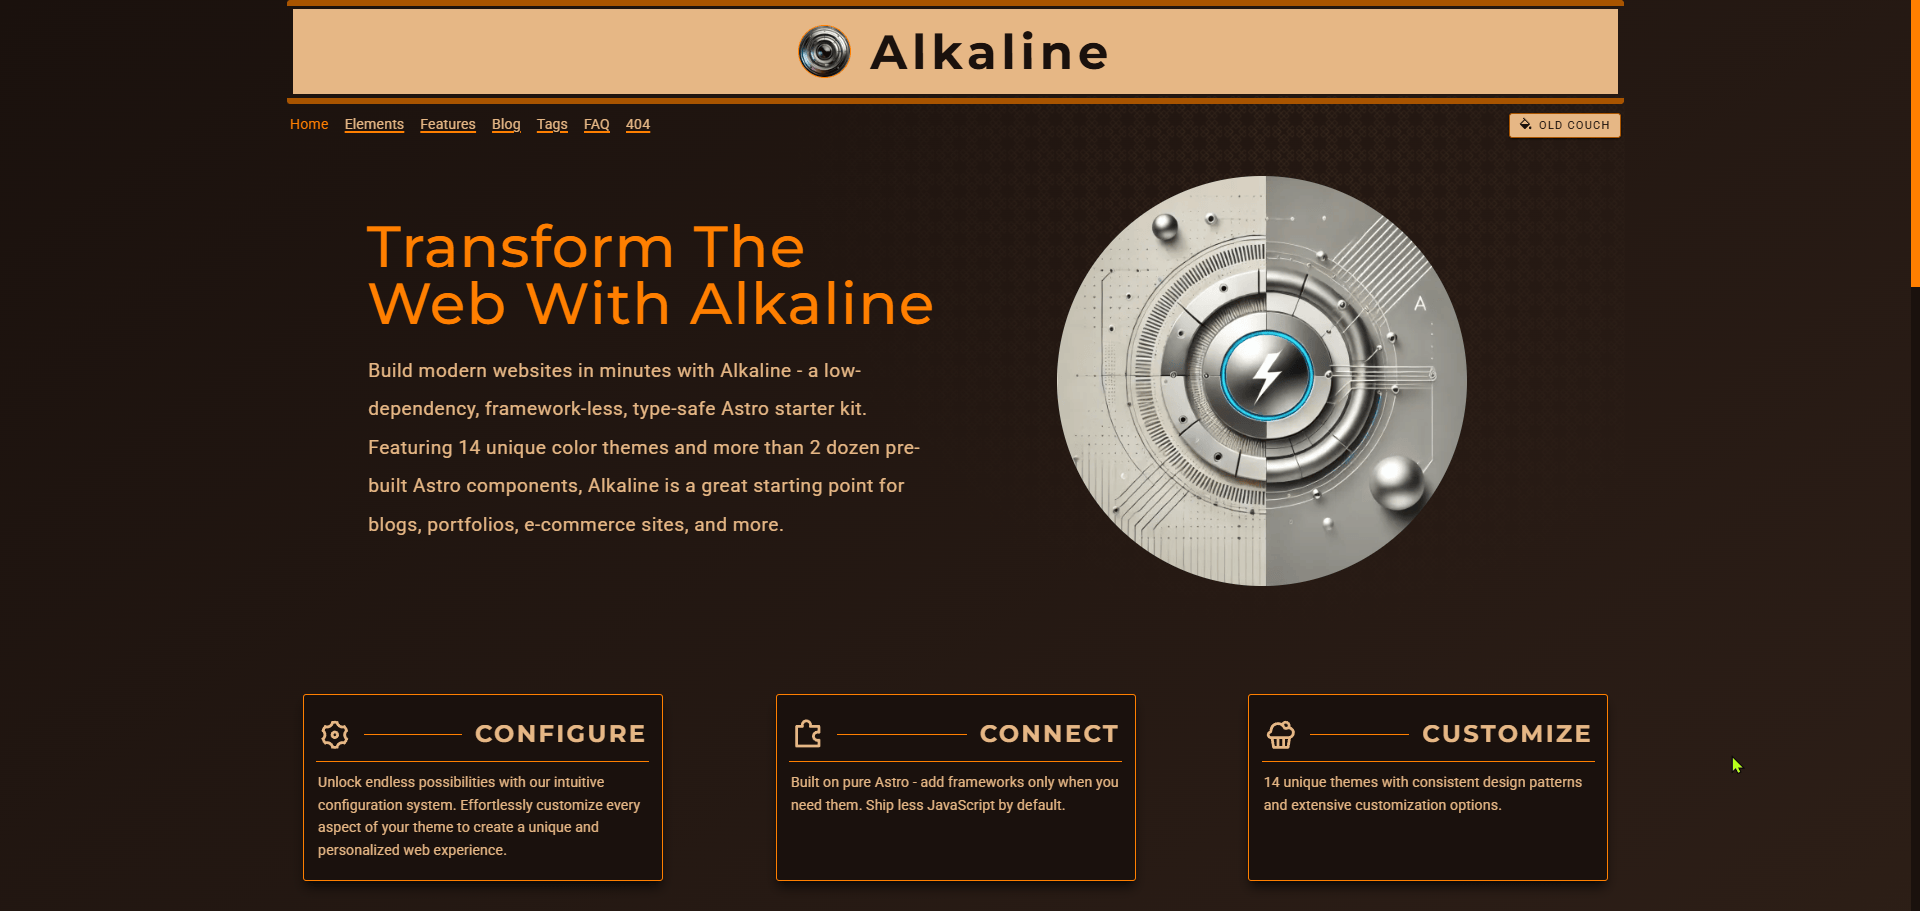 Alkaline
Home Elements Features Blog Tags FAQ 404
OLD COUCH
Transform The
Web With Alkaline
Build modern websites in minutes with Alkaline - a low-
dependency, framework-less, type-safe Astro starter kit.
Featuring 14 unique color themes and more than 2 dozen pre-
built Astro components, Alkaline is a great starting point for
blogs, portfolios, e-commerce sites, and more.
A
CONFIGURE
Unlock endless possibilities with our intuitive
configuration system. Effortlessly customize every
aspect of your theme to create a unique and
personalized web experience.
CONNECT
Built on pure Astro - add frameworks only when you
need them. Ship less JavaScript by default.
CUSTOMIZE
14 unique themes with consistent design patterns
and extensive customization options.